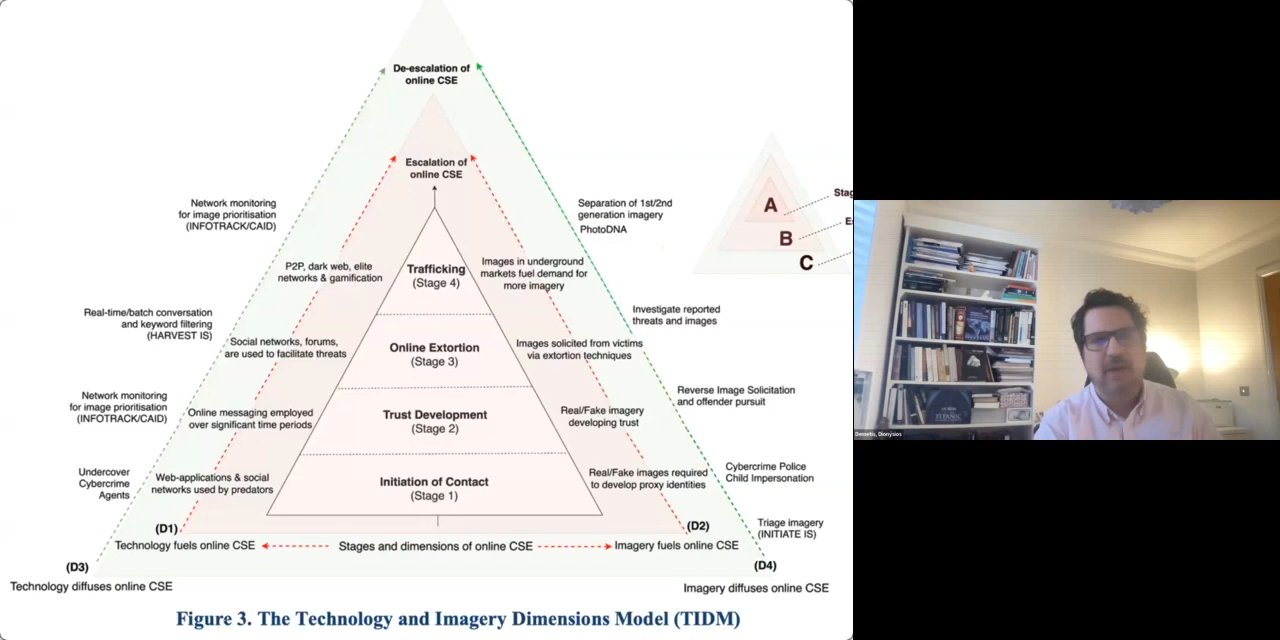 De-escalation of
online CSE
Escalation of
online CSE
Network monitoring
for image prioritisation
(INFOTRACK/CAID)
Separation of 1st/2nd
generation imagery
PhotoDNA
A
B
C
P2P, dark web, elite
networks & gamification
Trafficking
(Stage 4)
Images in underground
markets fuel demand for
more imagery
Real-time/batch conversation
and keyword filtering
(HARVEST IS)
Investigate reported
threats and images
Social networks, forums,
are used to facilitate threats
Online Extortion
(Stage 3)
Images solicited from victims
via extortion techniques
Network monitoring
for image prioritisation
(INFOTRACK/CAID)
Reverse Image Solicitation
and offender pursuit
Online messaging employed
over significant time periods
Trust Development
(Stage 2)
Real/Fake imagery
developing trust
Undercover
Cybercrime
Agents
Web-applications & social
networks used by predators
Initiation of Contact
(Stage 1)
Real/Fake images required
to develop proxy identities
Cybercrime Police
Child Impersonation
Triage imagery
(INITIATE IS)
(D1)
(D2)
Technology fuels online CSE
Stages and dimensions of online CSE
Imagery fuels online CSE
(D3)
(D4)
Technology diffuses online CSE
Imagery diffuses online CSE
Figure 3. The Technology and Imagery Dimensions Model (TIDM)
Demetis, Dionysios